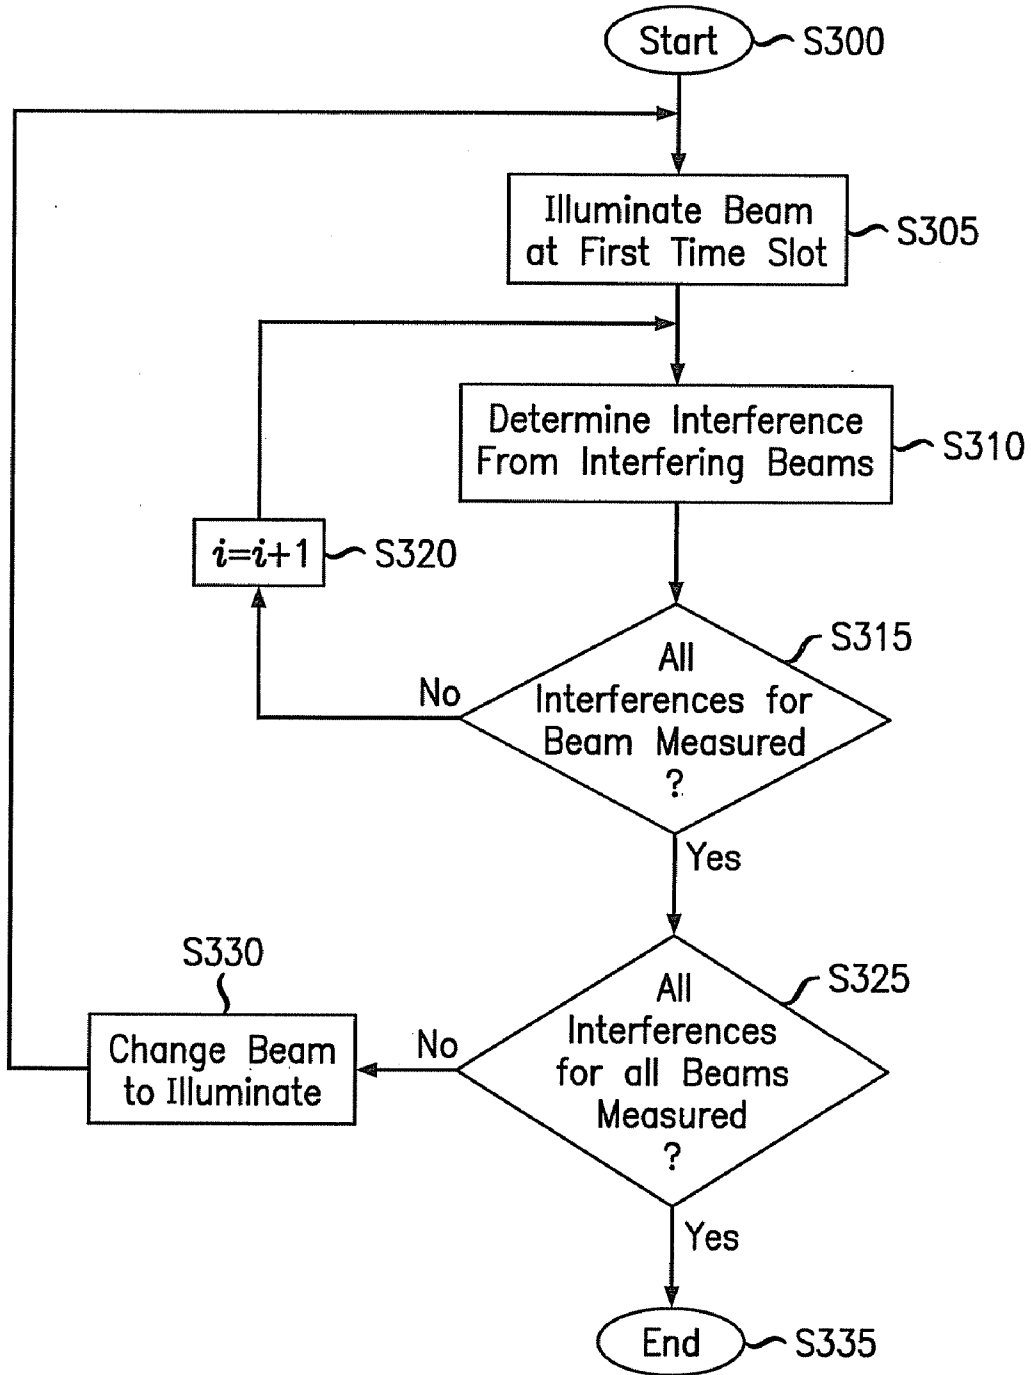 Start
S300
Illuminate Beam
at First Time Slot
S305
Determine Interference
From Interfering Beams
S310
i=i+1
S320
All
Interferences for
Beam Measured
?
S315
No
Yes
All
Interferences
for all Beams
Measured
?
S325
No
S330
Change Beam
to Illuminate
Yes
End
S335